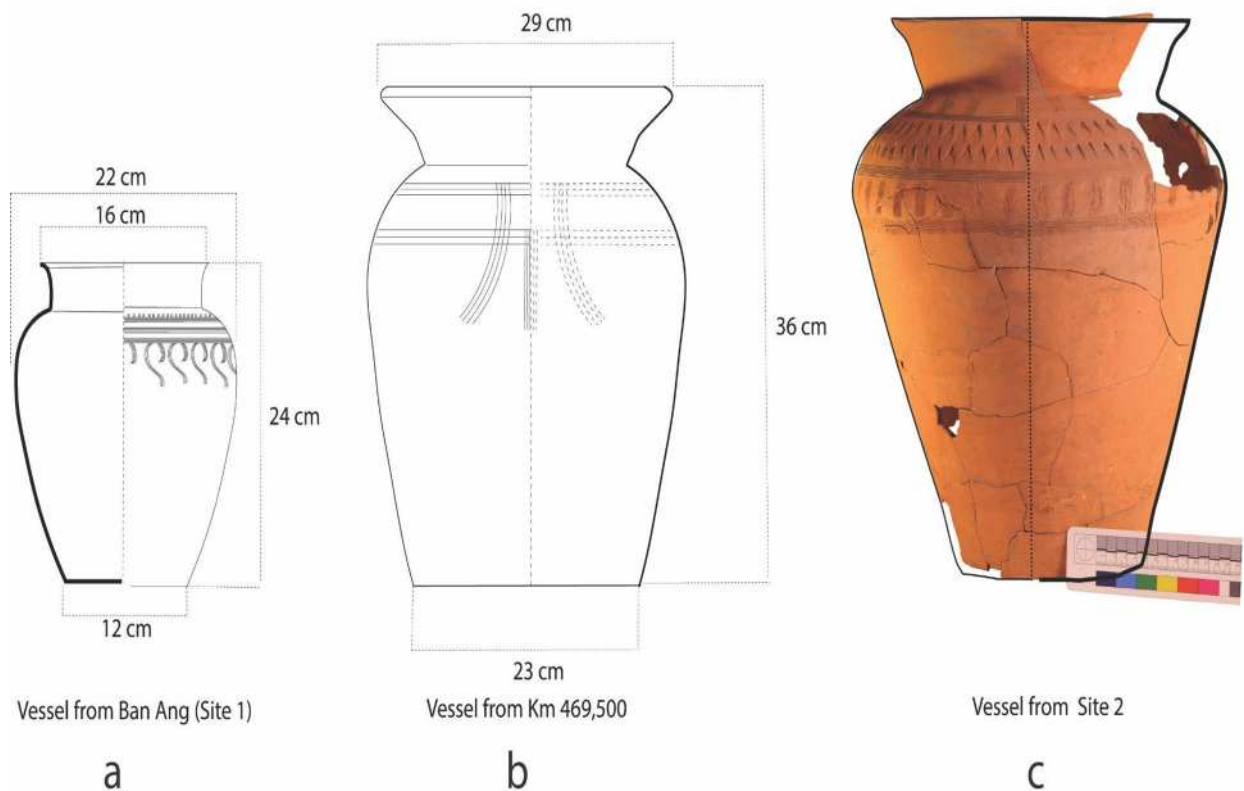 29 cm
22 cm
16 cm
36 cm
24 cm
12 cm
23 cm
Vessel from Ban Ang (Site 1)
Vessel from Km 469,500
Vessel from Site 2
a
b
c